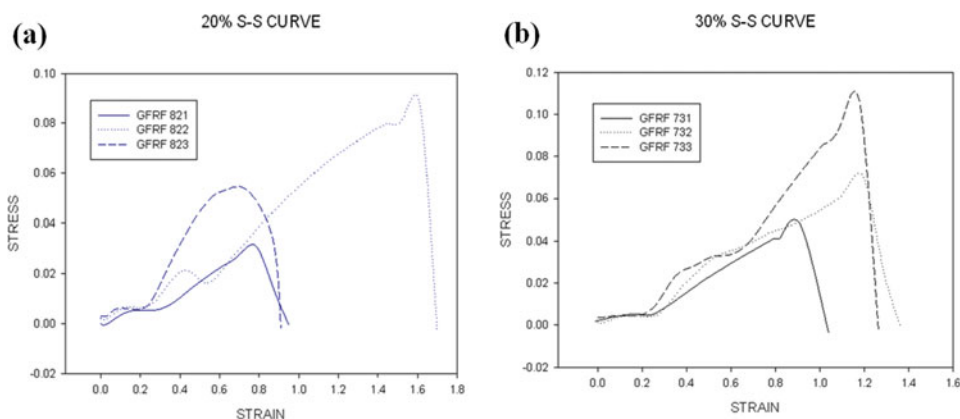 (a)
20% S-S CURVE
0.10
0.08
0.06
0.04
0.02
0.00
-0.02
STRESS
GFRF 821
GFRF 822
GFRF 823
0.0 0.2 0.4 0.6 0.8 1.0 1.2 1.4 1.6 1.8
STRAIN
(b)
30% S-S CURVE
0.12
0.10
0.08
0.06
0.04
0.02
0.00
-0.02
STRESS
GFRF 731
GFRF 732
GFRF 733
0.0 0.2 0.4 0.6 0.8 1.0 1.2 1.4 1.6
STRAIN